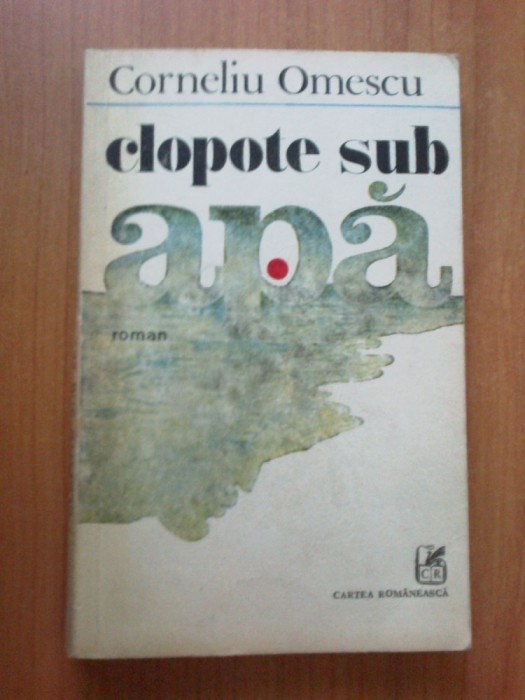 Corneliu Omescu
clopote sub
apă
roman
CR
CARTEA ROMÂNEASCĂ